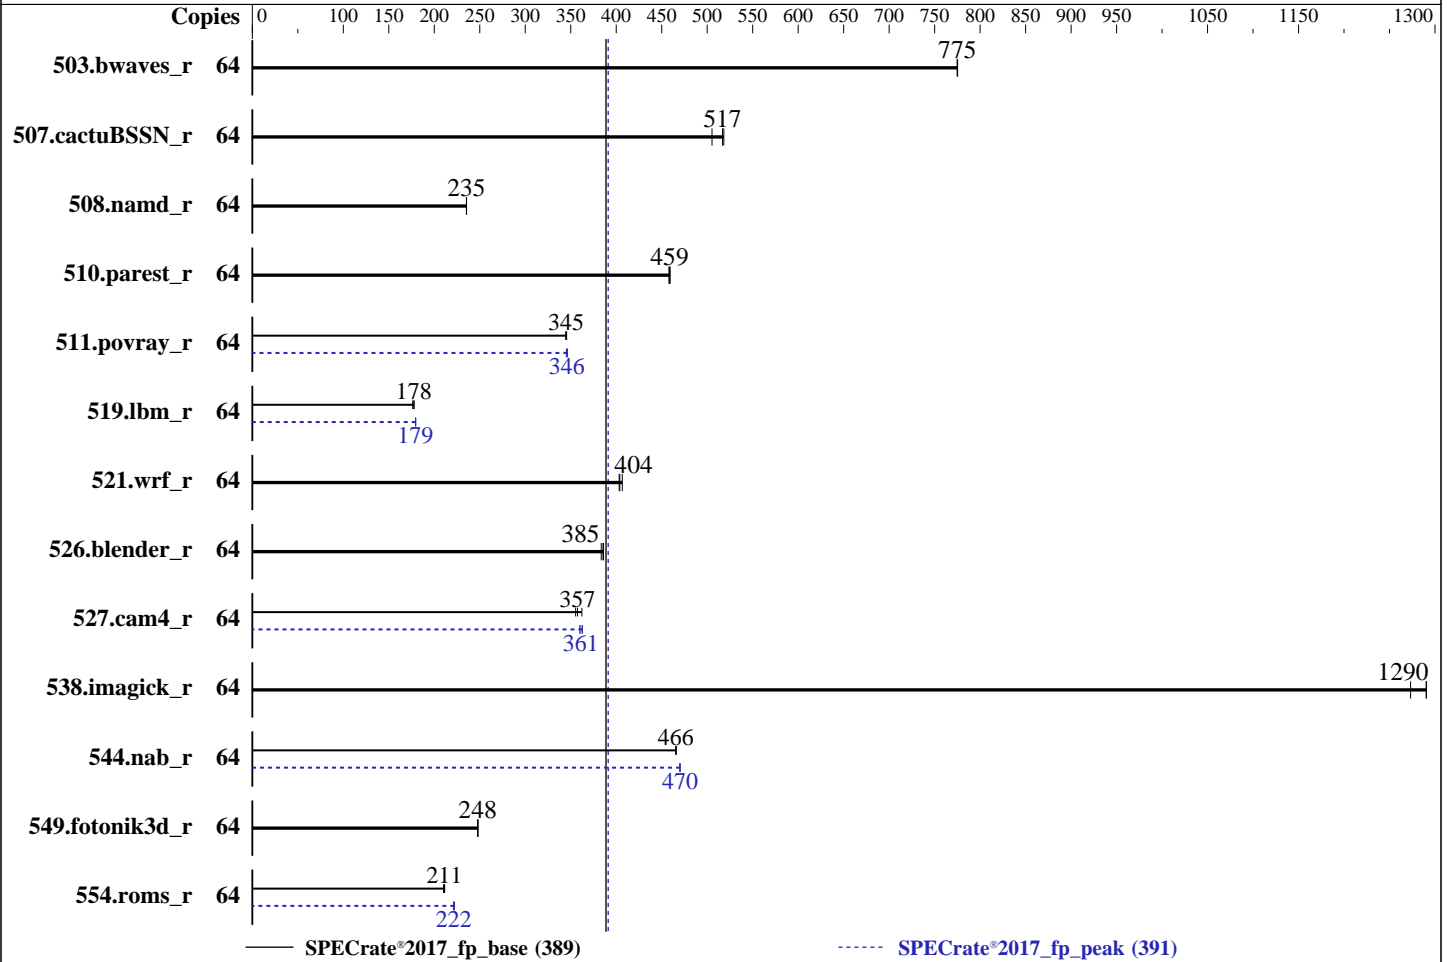 Copies 0 100 150 200 250 300 350 400 450 500 550 600 650 700 750 800 850 900 950 1050 1150 1300
503.bwaves_r 64 775
507.cactuBSSN_r 64 517
508.namd_r 64 235
510.parest_r 64 459
511.povray_r 64 345
346
519.lbm_r 64 178
179
521.wrf_r 64 404
526.blender_r 64 385
527.cam4_r 64 357
361
538.imagick_r 64 1290
544.nab_r 64 466
470
549.fotonik3d_r 64 248
554.roms_r 64 211
222
SPECrate®2017_fp_base (389) SPECrate®2017_fp_peak (391)